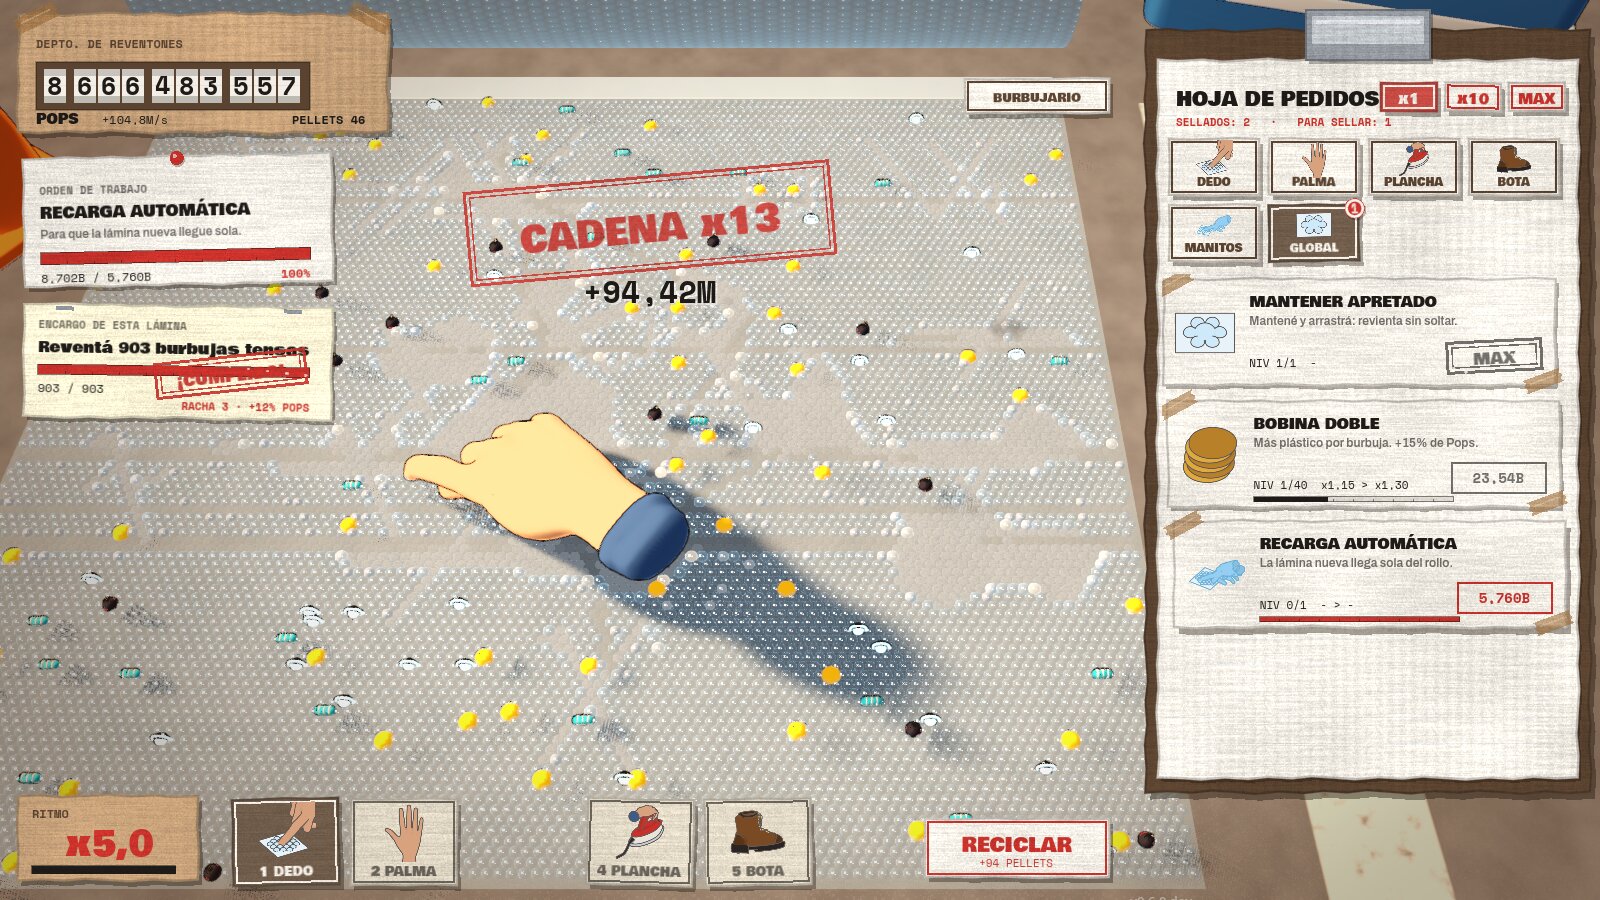 DEPTO. DE REVENTONES
8 666 483 557
POPS +104,8M/s PELLETS 46
ORDEN DE TRABAJO
RECARGA AUTOMÁTICA
Para que la lámina nueva llegue sola.
8,702B / 5,760B 100%
ENCARGO DE ESTA LÁMINA
Reventá 903 burbujas tensas
903 / 903
RACHA 3 · +12% POPS
CADENA x13
+94,42M
BURBUJARIO
HOJA DE PEDIDOS x1 x10 MAX
SELLADOS: 2 · PARA SELLAR: 1
DEDO PALMA PLANCHA BOTA
MANITOS GLOBAL 1
MANTENER APRETADO
Mantené y arrastrá: revienta sin soltar.
NIV 1/1 -
MAX
BOBINA DOBLE
Más plástico por burbuja. +15% de Pops.
NIV 1/40 x1,15 > x1,30
23,54B
RECARGA AUTOMÁTICA
La lámina nueva llega sola del rollo.
NIV 0/1 - > -
5,760B
RITMO
x5,0
1 DEDO 2 PALMA 4 PLANCHA 5 BOTA
RECICLAR
+94 PELLETS